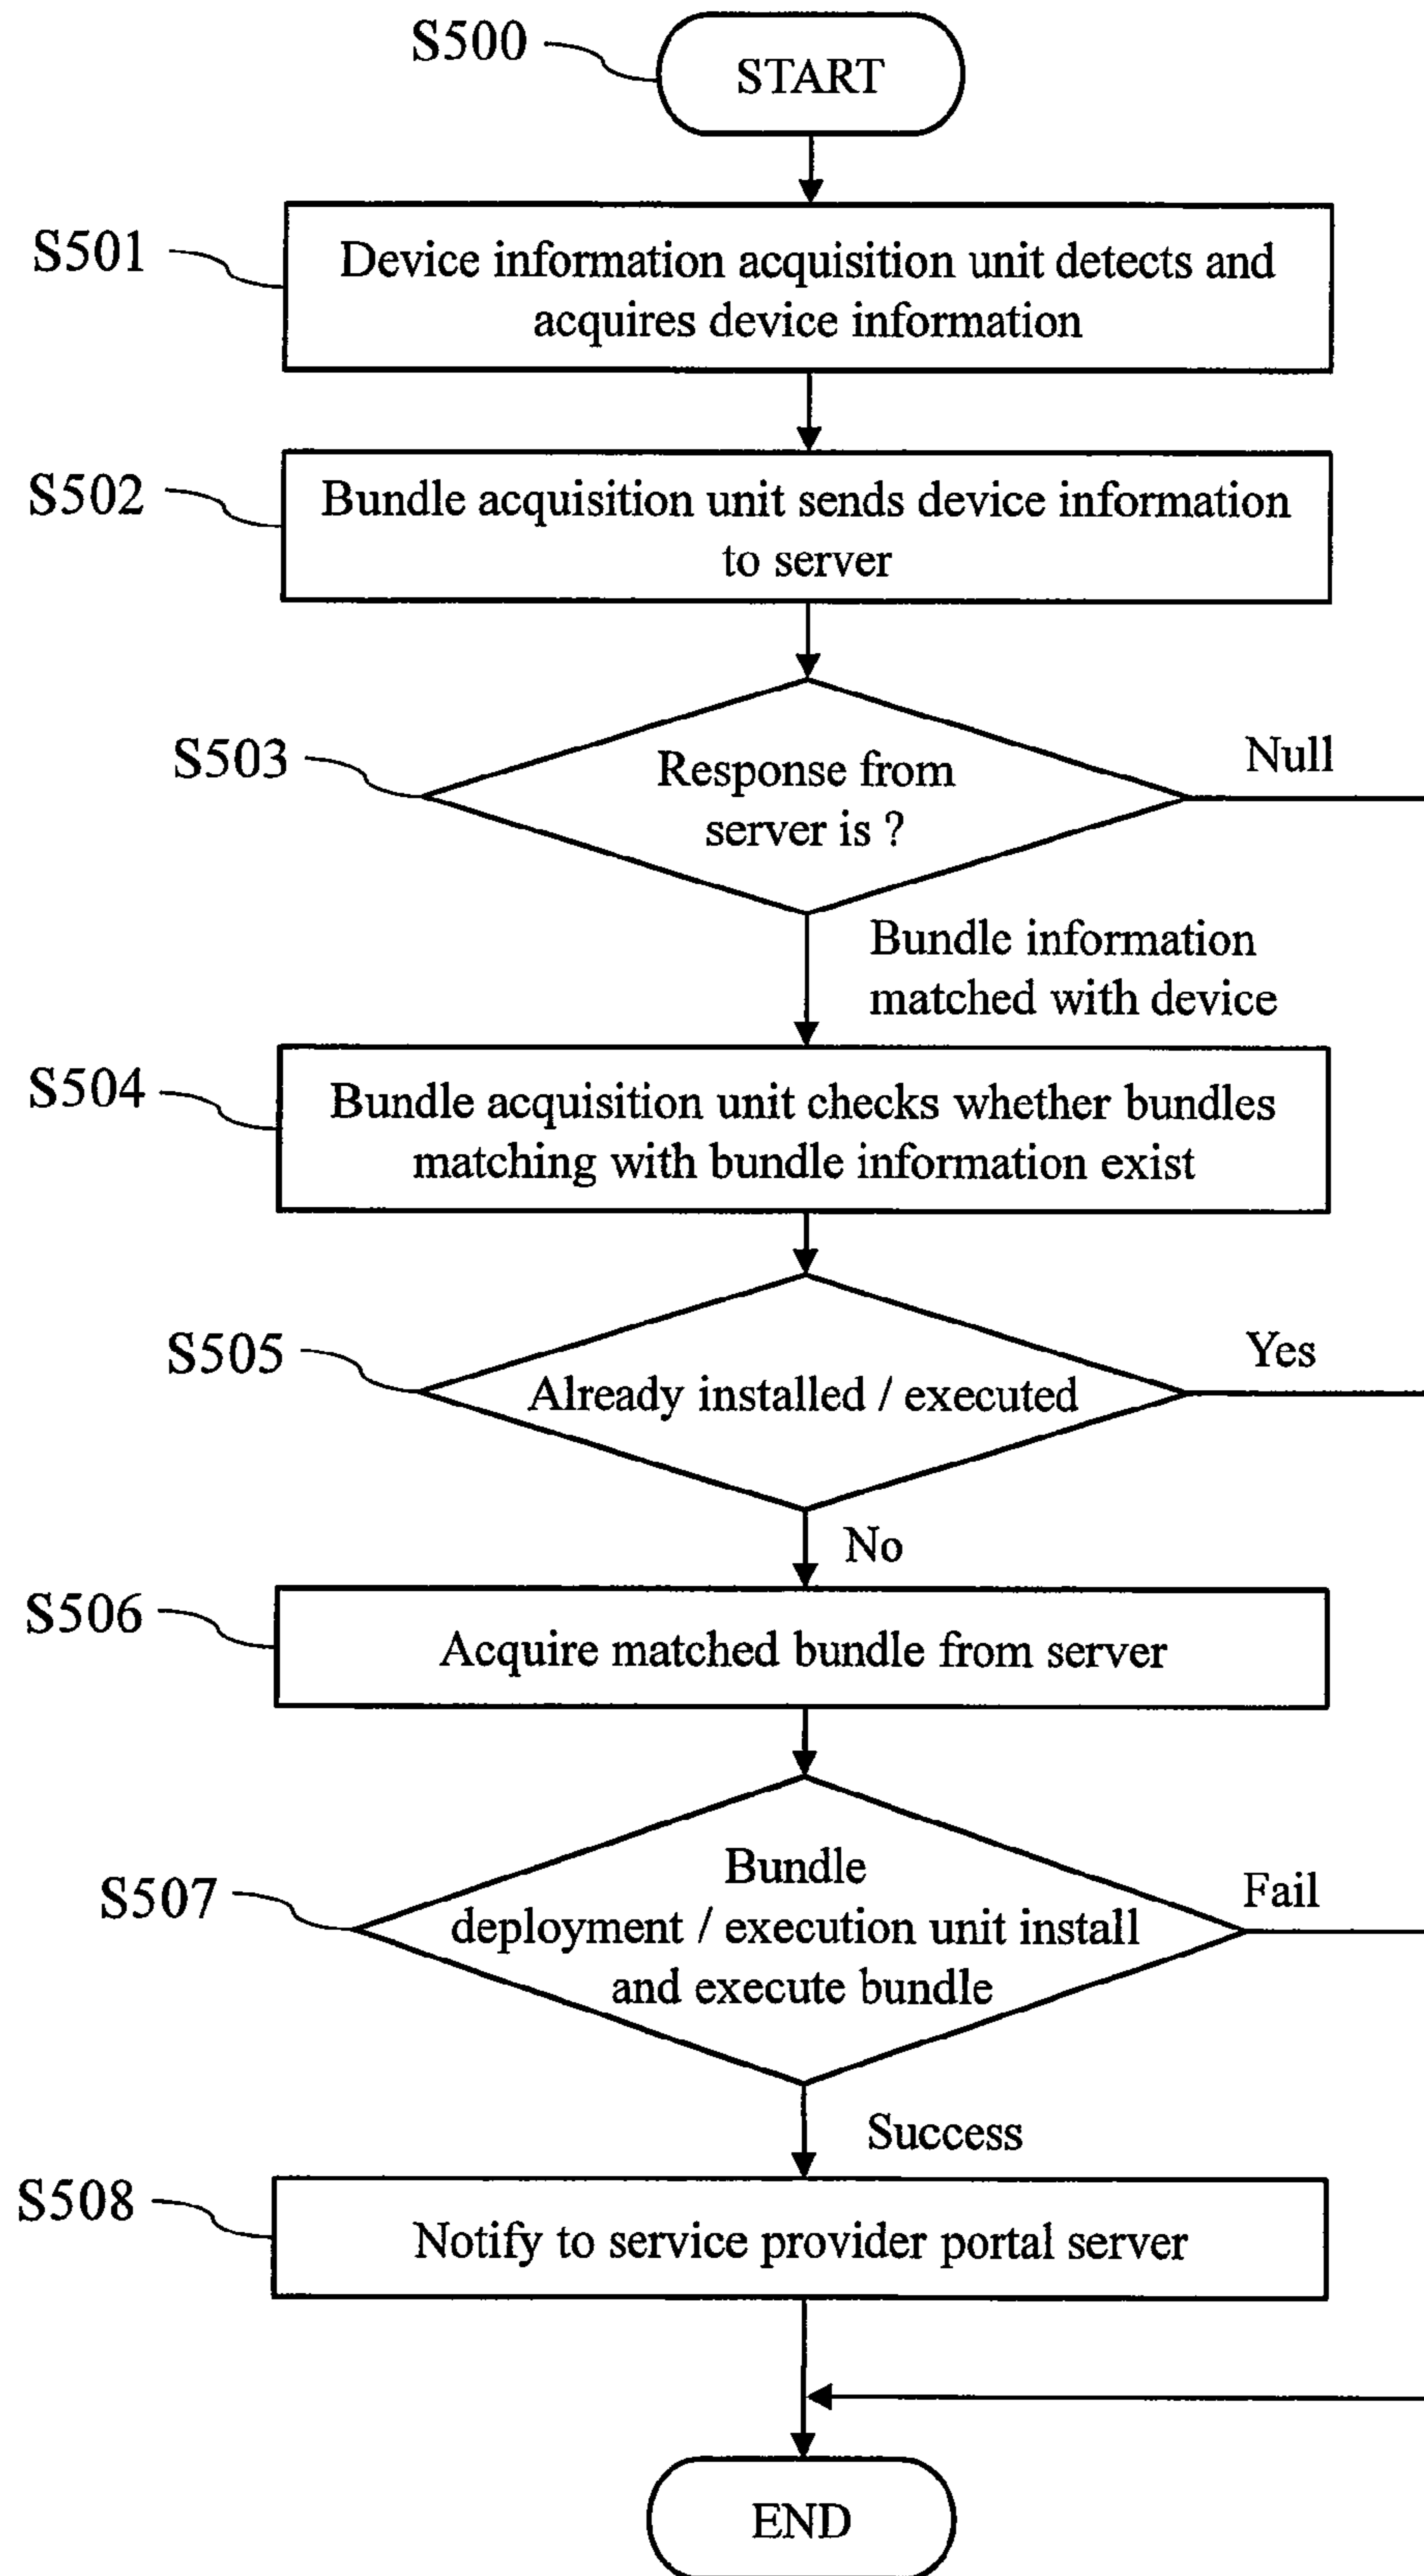 S500
START
S501
Device information acquisition unit detects and
acquires device information
S502
Bundle acquisition unit sends device information
to server
S503
Response from
server is ?
Null
Bundle information
matched with device
S504
Bundle acquisition unit checks whether bundles
matching with bundle information exist
S505
Already installed / executed
Yes
No
S506
Acquire matched bundle from server
S507
Bundle
deployment / execution unit install
and execute bundle
Fail
Success
S508
Notify to service provider portal server
END